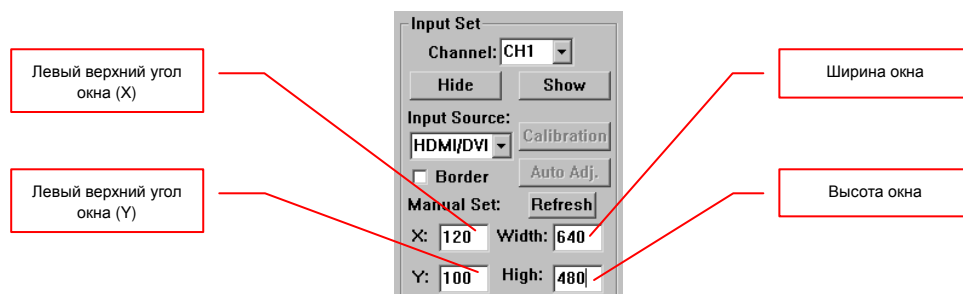 Input Set
Channel: CH1
Hide Show
Input Source:
HDMI/DVI Calibration
Border Auto Adj.
Manual Set: Refresh
X: 120 Width: 640
Y: 100 High: 480
Левый верхний угол
окна (X)
Левый верхний угол
окна (Y)
Ширина окна
Высота окна